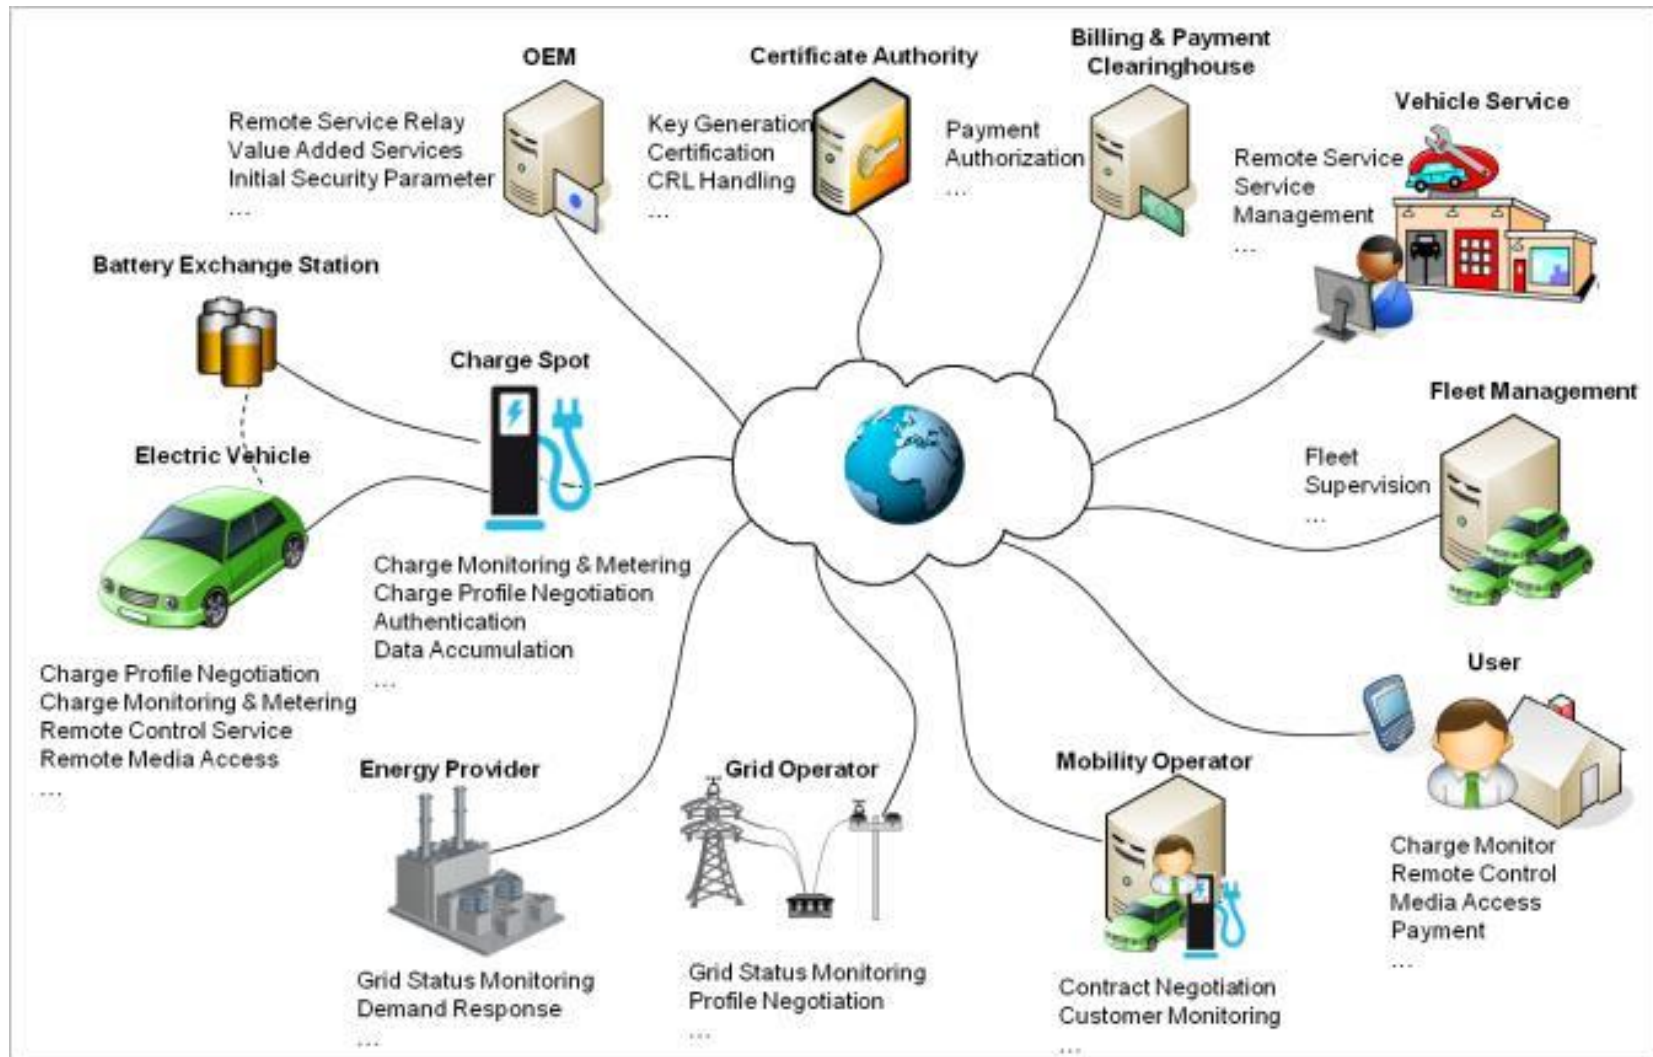 OEM
Remote Service Relay
Value Added Services
Initial Security Parameter
...
Certificate Authority
Key Generation
Certification
CRL Handling
...
Billing & Payment
Clearinghouse
Payment
Authorization
...
Vehicle Service
Remote Service
Service
Management
...
Battery Exchange Station
Charge Spot
Charge Monitoring & Metering
Charge Profile Negotiation
Authentication
Data Accumulation
...
Electric Vehicle
Charge Profile Negotiation
Charge Monitoring & Metering
Remote Control Service
Remote Media Access
...
Fleet Management
Fleet
Supervision
...
User
Charge Monitor
Remote Control
Media Access
Payment
...
Energy Provider
Grid Status Monitoring
Demand Response
...
Grid Operator
Grid Status Monitoring
Profile Negotiation
...
Mobility Operator
Contract Negotiation
Customer Monitoring
...